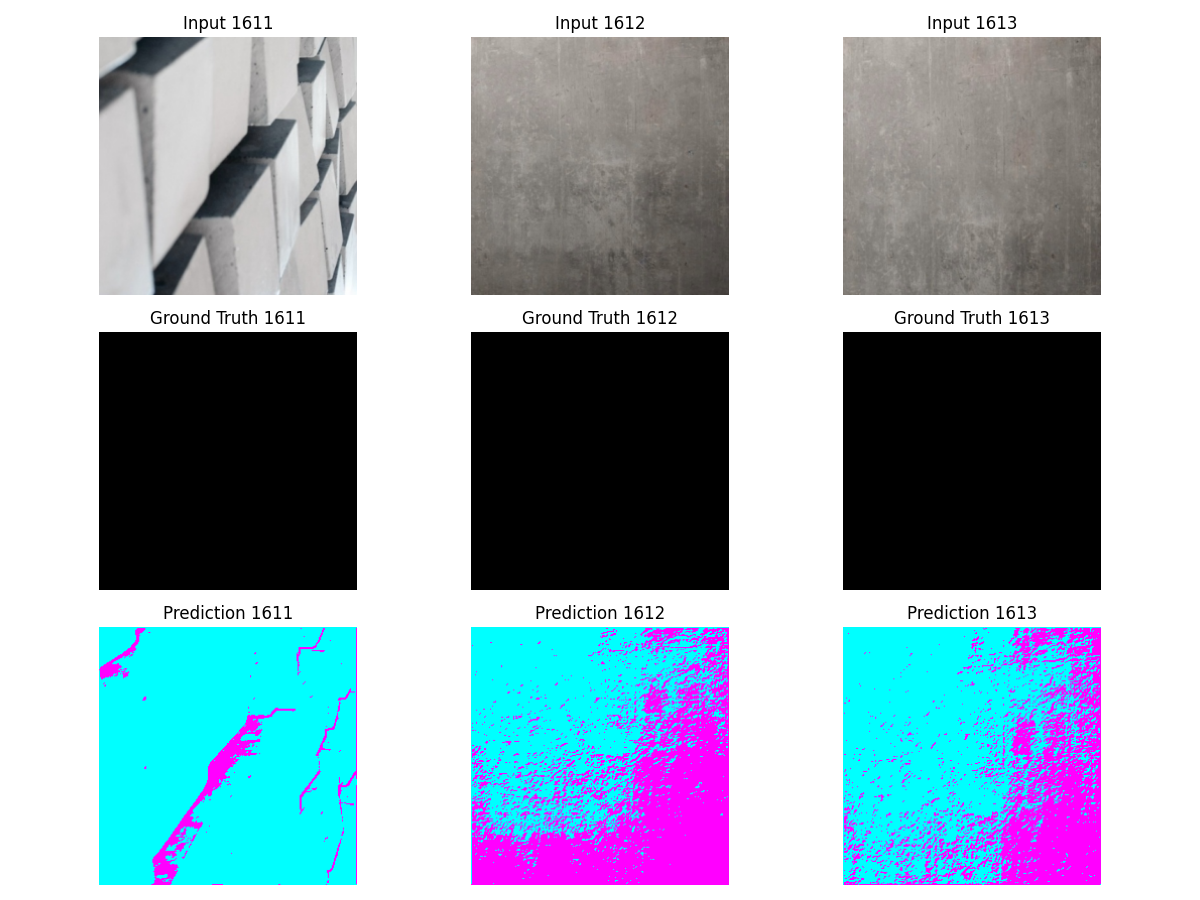 Input 1611
Input 1612
Input 1613
Ground Truth 1611
Ground Truth 1612
Ground Truth 1613
Prediction 1611
Prediction 1612
Prediction 1613